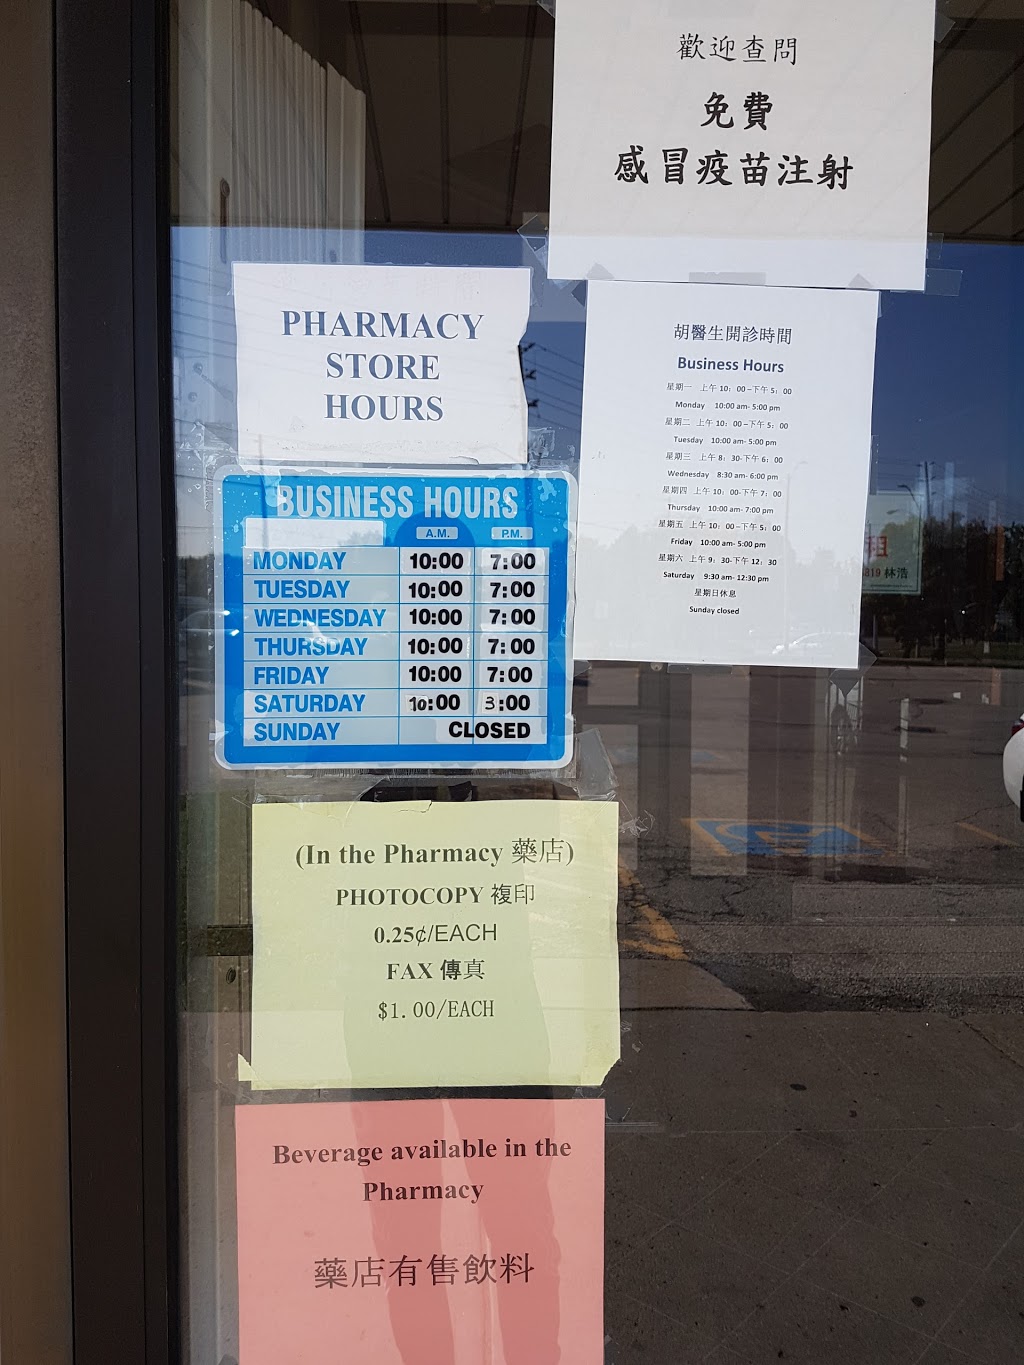 歡迎查問
免費
感冒疫苗注射
PHARMACY
STORE
HOURS
胡醫生開診時間
Business Hours
星期一 上午 10：00 –下午 5：00
Monday 10:00 am- 5:00 pm
星期二 上午 10：00 –下午 5：00
Tuesday 10:00 am- 5:00 pm
星期三 上午 8：30-下午 6：00
Wednesday 8:30 am- 6:00 pm
星期四 上午 10：00-下午 7：00
Thursday 10:00 am- 7:00 pm
星期五 上午 10：00 –下午 5：00
Friday 10:00 am- 5:00 pm
星期六 上午 9：30-下午 12：30
Saturday 9:30 am- 12:30 pm
星期日休息
Sunday closed
BUSINESS HOURS
A.M. P.M.
MONDAY 10:00 7:00
TUESDAY 10:00 7:00
WEDNESDAY 10:00 7:00
THURSDAY 10:00 7:00
FRIDAY 10:00 7:00
SATURDAY 10:00 3:00
SUNDAY CLOSED
租
819 林浩
(In the Pharmacy 藥店)
PHOTOCOPY 複印
0.25¢/EACH
FAX 傳真
$1.00/EACH
Beverage available in the
Pharmacy
藥店有售飲料